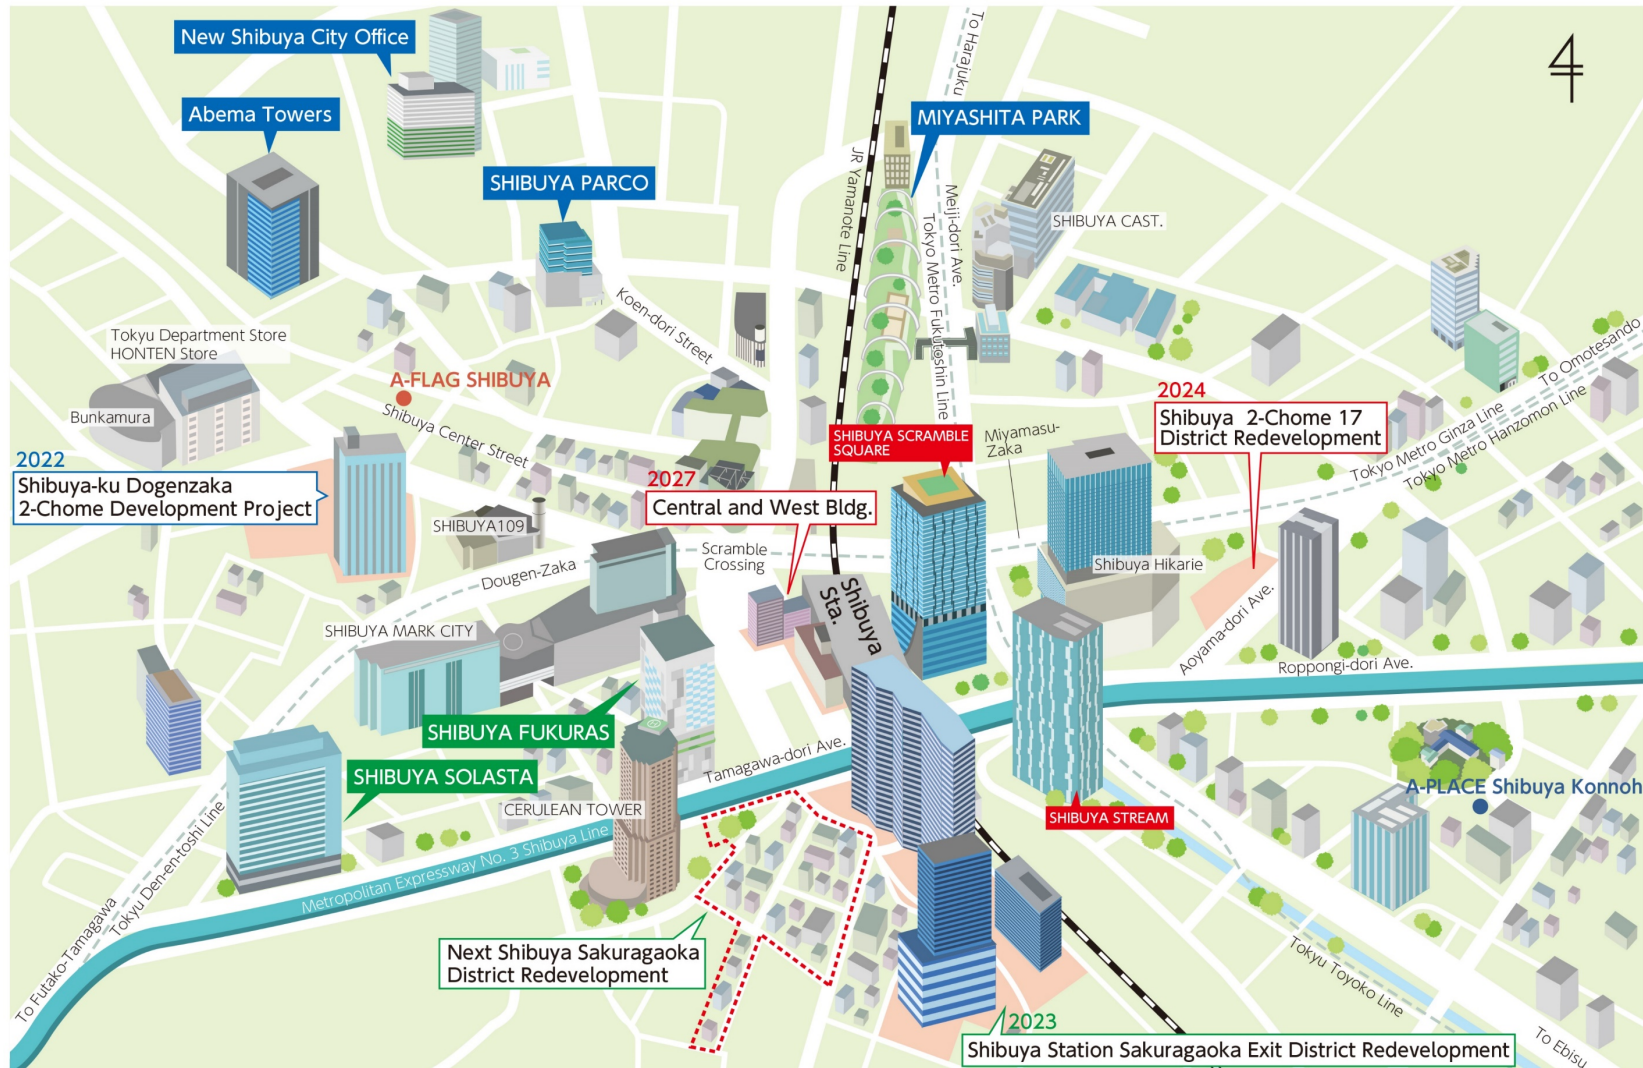 New Shibuya City Office
To Harajuku
Abema Towers
MIYASHITA PARK
SHIBUYA PARCO
JR Yamanote Line
Meiji-dori Ave.
Tokyo Metro Fukutoshin Line
SHIBUYA CAST.
Koen-dori Street
Tokyu Department Store
HONTEN Store
Bunkamura
A-FLAG SHIBUYA
Shibuya Center Street
To Omotesando
Tokyo Metro Ginza Line
Tokyo Metro Hanzomon Line
2024
Shibuya 2-Chome 17
District Redevelopment
SHIBUYA SCRAMBLE
SQUARE
Miyamasu-
Zaka
2022
Shibuya-ku Dogenzaka
2-Chome Development Project
2027
Central and West Bldg.
SHIBUYA109
Scramble
Crossing
Dougen-Zaka
Shibuya Hikarie
Shibuya
Sta.
SHIBUYA MARK CITY
Aoyama-dori Ave.
Roppongi-dori Ave.
SHIBUYA FUKURAS
Tamagawa-dori Ave.
SHIBUYA SOLASTA
CERULEAN TOWER
A-PLACE Shibuya Konnoh
SHIBUYA STREAM
Metropolitan Expressway No. 3 Shibuya Line
Tokyu Den-en-toshi Line
To Futako-Tamagawa
Next Shibuya Sakuragaoka
District Redevelopment
Tokyu Toyoko Line
To Ebisu
2023
Shibuya Station Sakuragaoka Exit District Redevelopment